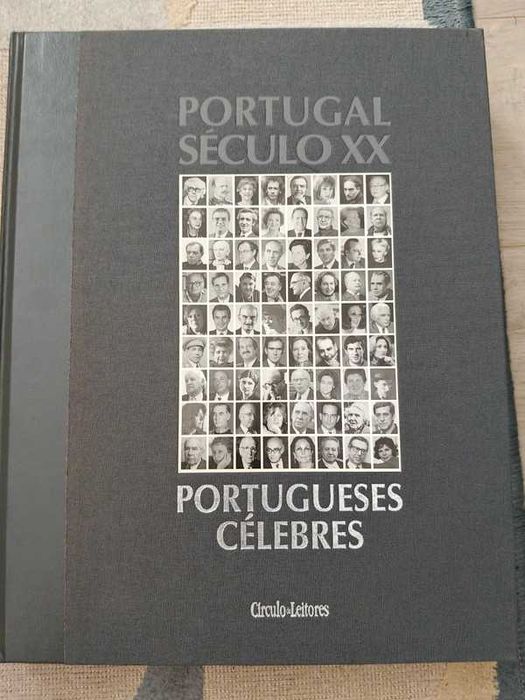 PORTUGAL
SÉCULO XX
PORTUGUESES
CÉLEBRES
Círculo de Leitores